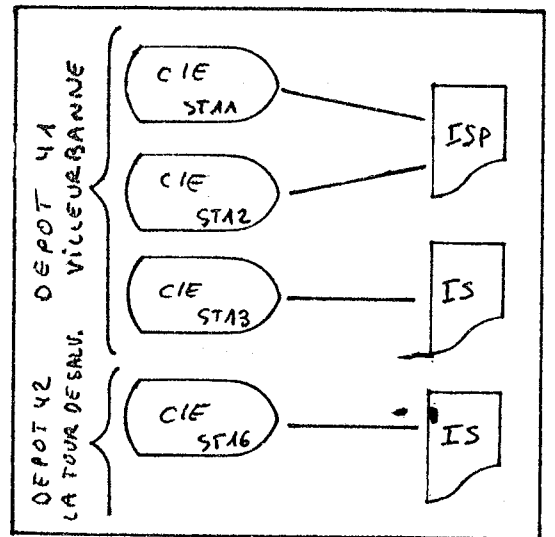 DEPOT 41
VILLEURBANNE
CIE
ST11
CIE
ST12
ISP
CIE
ST13
IS
DEPOT 42
LA TOUR DE SALV.
CIE
ST16
IS